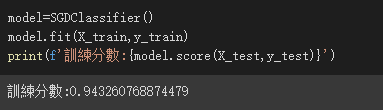 model=SGDClassifier()
model.fit(X_train,y_train)
print(f'訓練分數:{model.score(X_test,y_test)}')
訓練分數:0.943260768874479